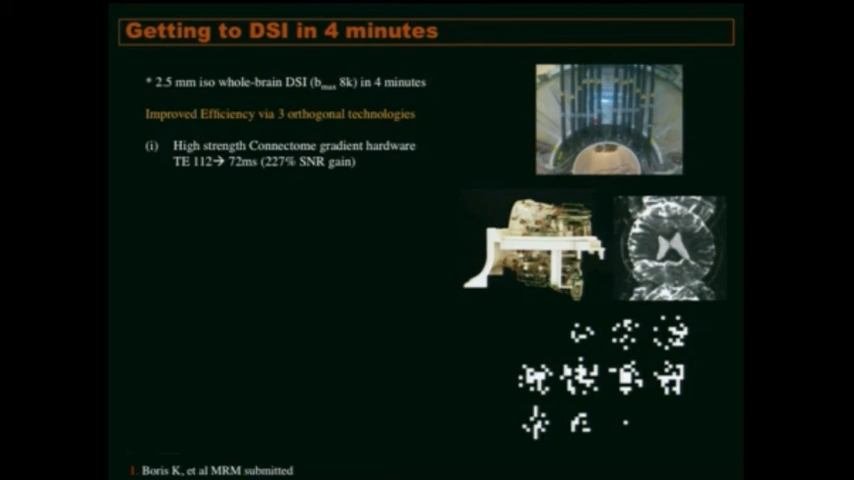 Getting to DSI in 4 minutes
* 2.5 mm iso whole-brain DSI (bmax 8k) in 4 minutes
Improved Efficiency via 3 orthogonal technologies
(i) High strength Connectome gradient hardware
TE 112→ 72ms (227% SNR gain)
1. Boris K, et al MRM submitted